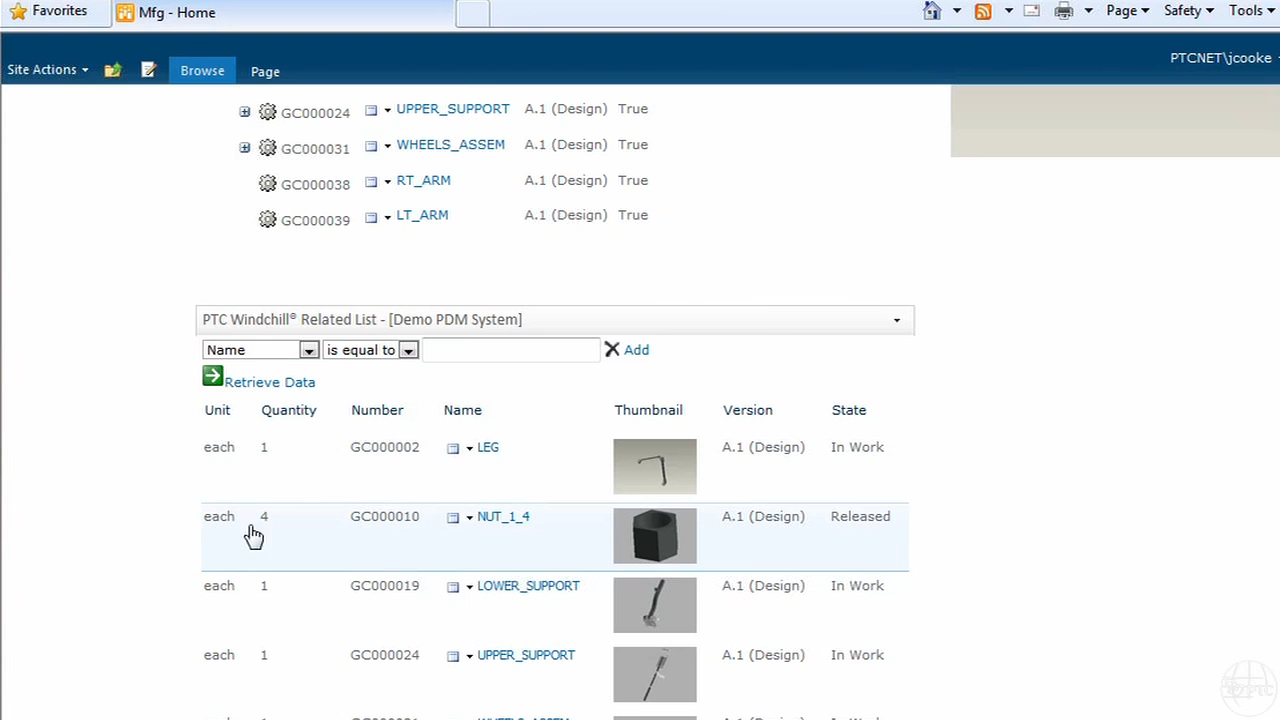 Favorites Mfg - Home Page Safety Tools
PTCNET\jcooke
Site Actions Browse Page
GC000024 UPPER_SUPPORT A.1 (Design) True
GC000031 WHEELS_ASSEM A.1 (Design) True
GC000038 RT_ARM A.1 (Design) True
GC000039 LT_ARM A.1 (Design) True
PTC Windchill® Related List - [Demo PDM System]
Name is equal to Add
Retrieve Data
Unit Quantity Number Name Thumbnail Version State
each 1 GC000002 LEG A.1 (Design) In Work
each 4 GC000010 NUT_1_4 A.1 (Design) Released
each 1 GC000019 LOWER_SUPPORT A.1 (Design) In Work
each 1 GC000024 UPPER_SUPPORT A.1 (Design) In Work
PTC